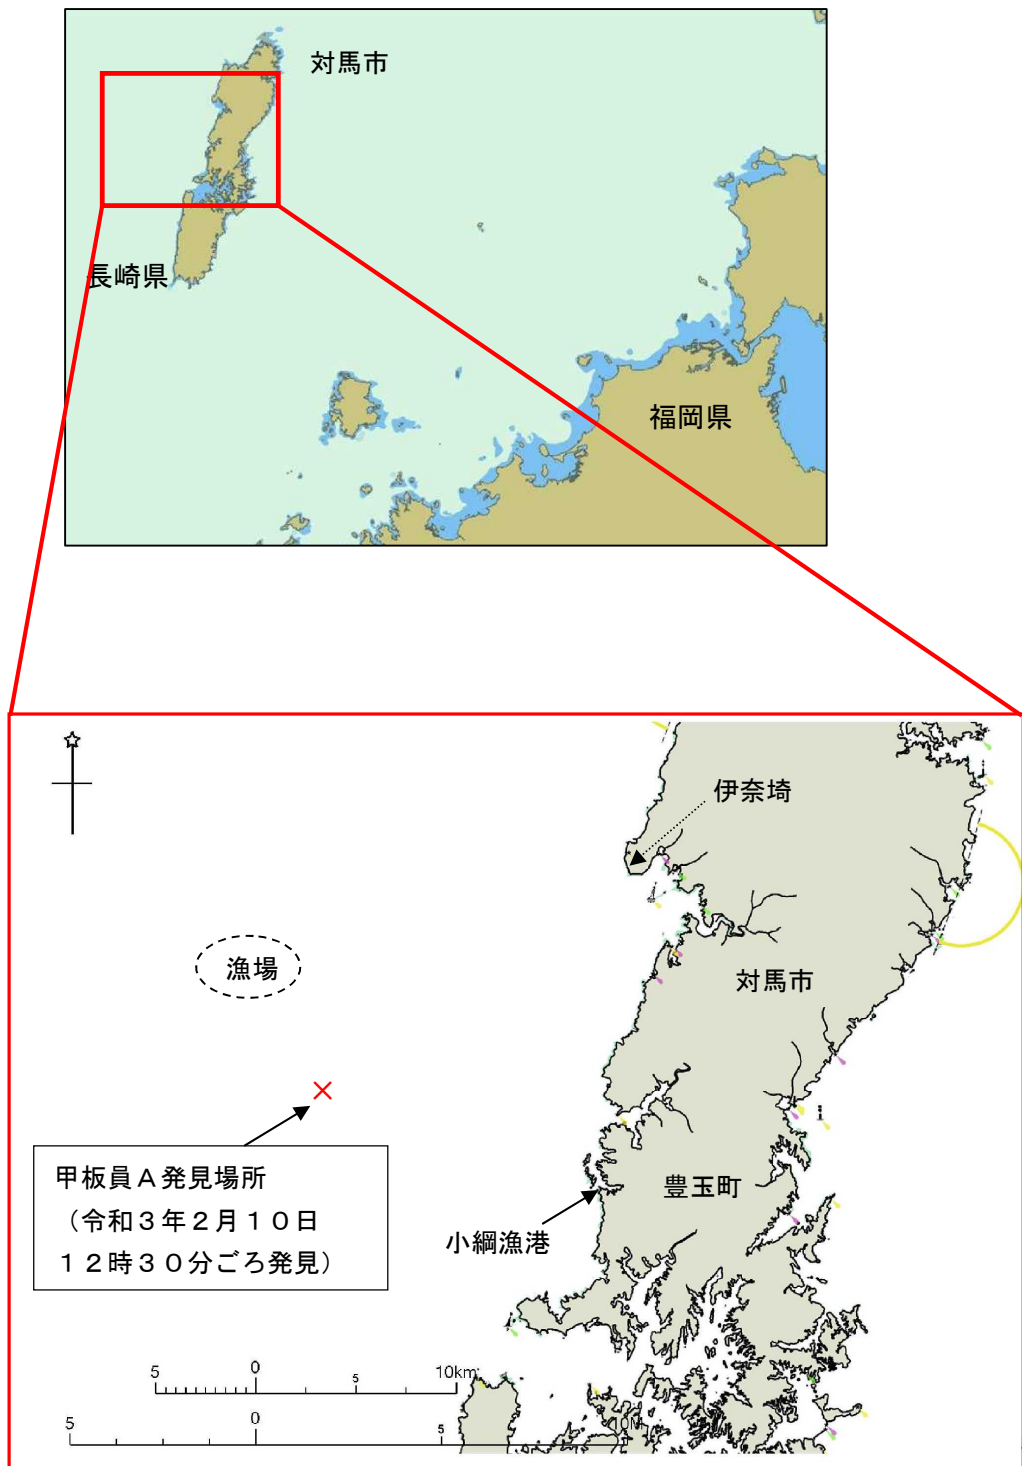 対馬市
長崎県
福岡県
伊奈埼
漁場
対馬市
甲板員A発見場所
(令和3年2月10日
12時30分ごろ発見)
豊玉町
小綱漁港
5 0 5 10km
5 0 5 10M